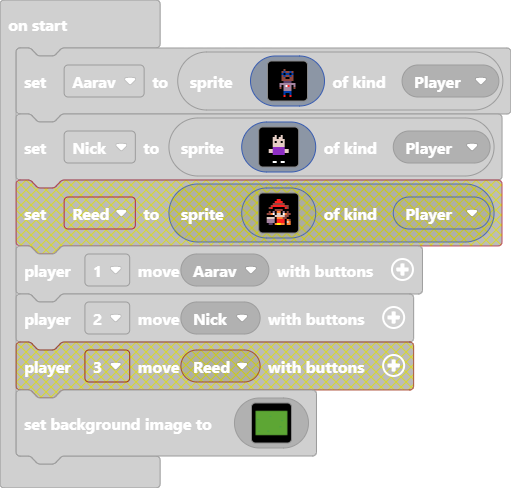 on start
set Aarav to sprite of kind Player
set Nick to sprite of kind Player
set Reed to sprite of kind Player
player 1 move Aarav with buttons
player 2 move Nick with buttons
player 3 move Reed with buttons
set background image to